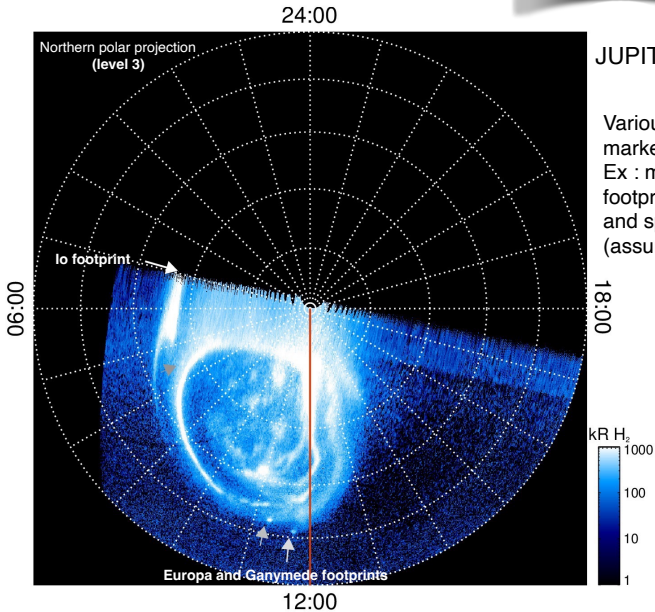 24:00
Northern polar projection
(level 3)
JUPIT
Variou
marke
Ex : m
footpr
and s
(assu
Io footprint
06:00
18:00
kR H₂
1000
100
10
1
Europa and Ganymede footprints
12:00